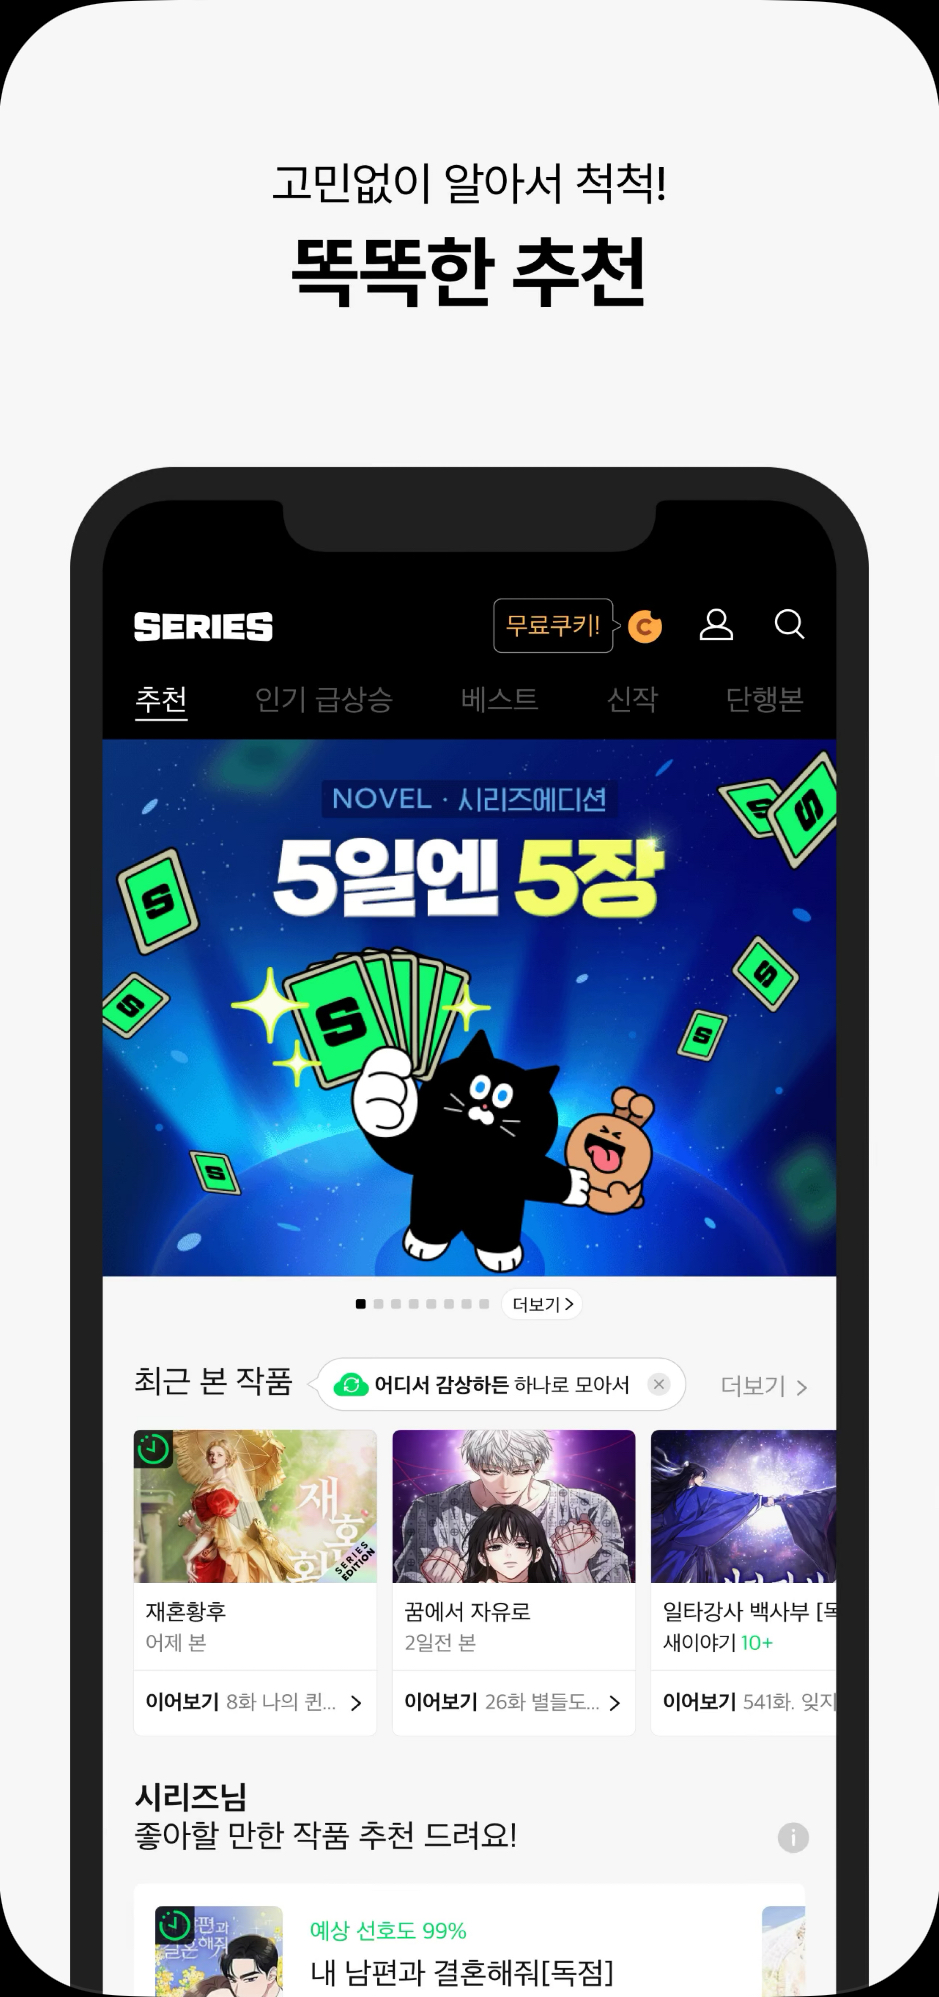 고민없이 알아서 척척!
똑똑한 추천
SERIES
무료쿠키!
추천 인기 급상승 베스트 신작 단행본
NOVEL · 시리즈에디션
5일엔 5장
더보기
최근 본 작품
어디서 감상하든 하나로 모아서
더보기
재혼
SERIES EDITION
재혼황후
어제 본
이어보기 8화 나의 퀸...
꿈에서 자유로
2일전 본
이어보기 26화 별들도...
일타강사 백사부 [독
새이야기 10+
이어보기 541화. 잊지
시리즈님
좋아할 만한 작품 추천 드려요!
편과
결혼해줘
예상 선호도 99%
내 남편과 결혼해줘[독점]